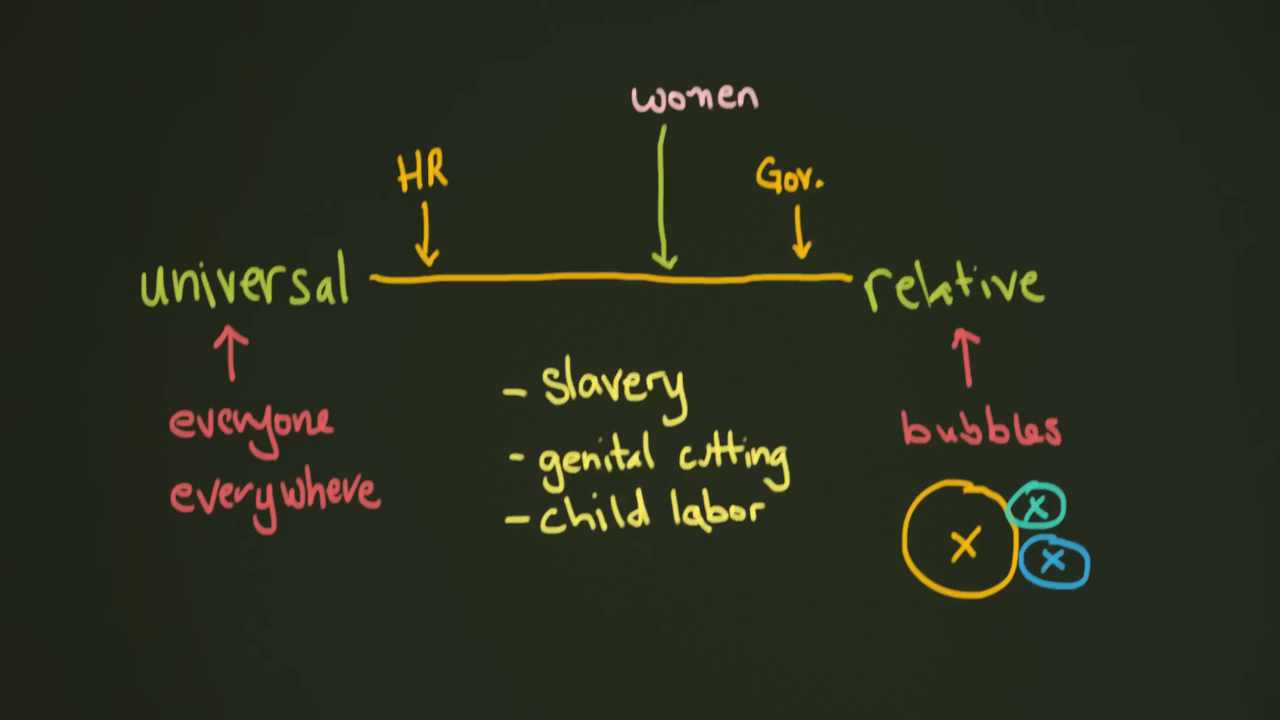 women
HR
Gov.
universal
relative
everyone
everywhere
- slavery
- genital cutting
- child labor
bubbles
x
x
x